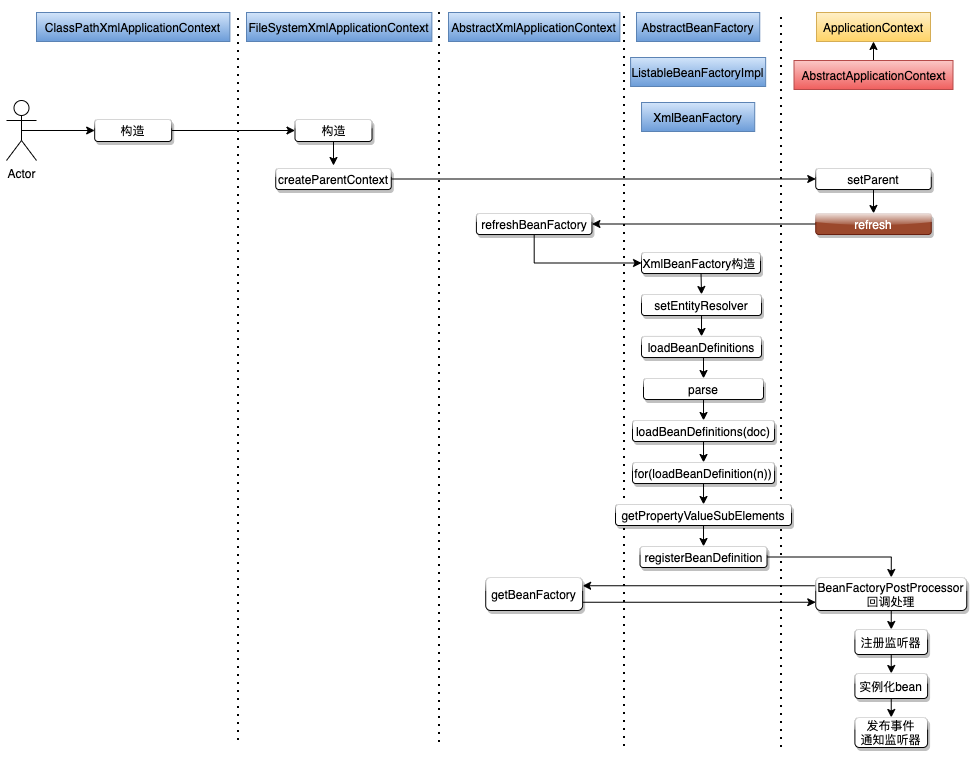 ClassPathXmlApplicationContext
FileSystemXmlApplicationContext
AbstractXmlApplicationContext
AbstractBeanFactory
ApplicationContext
ListableBeanFactoryImpl
AbstractApplicationContext
XmlBeanFactory
Actor
构造
构造
createParentContext
setParent
refreshBeanFactory
refresh
XmlBeanFactory构造
setEntityResolver
loadBeanDefinitions
parse
loadBeanDefinitions(doc)
for(loadBeanDefinition(n))
getPropertyValueSubElements
registerBeanDefinition
getBeanFactory
BeanFactoryPostProcessor
回调处理
注册监听器
实例化bean
发布事件
通知监听器